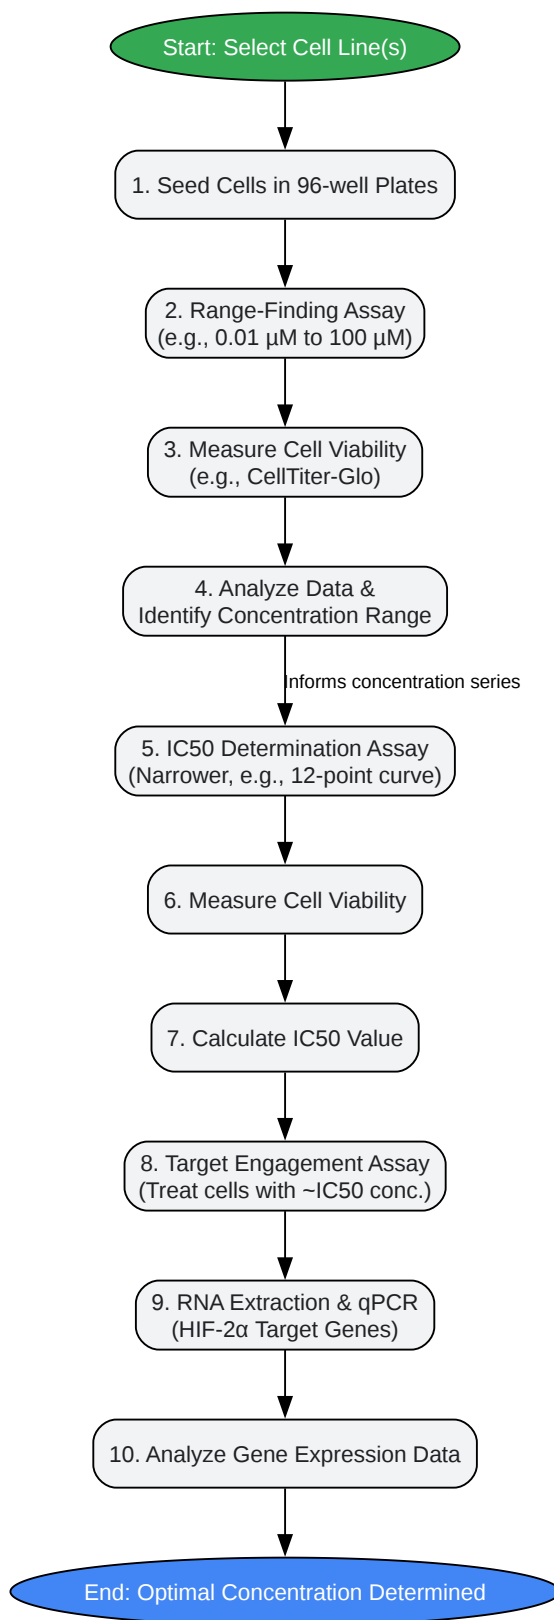 Start: Select Cell Line(s)
1. Seed Cells in 96-well Plates
2. Range-Finding Assay
(e.g., 0.01 µM to 100 µM)
3. Measure Cell Viability
(e.g., CellTiter-Glo)
4. Analyze Data &
Identify Concentration Range
Informs concentration series
5. IC50 Determination Assay
(Narrower, e.g., 12-point curve)
6. Measure Cell Viability
7. Calculate IC50 Value
8. Target Engagement Assay
(Treat cells with ~IC50 conc.)
9. RNA Extraction & qPCR
(HIF-2α Target Genes)
10. Analyze Gene Expression Data
End: Optimal Concentration Determined